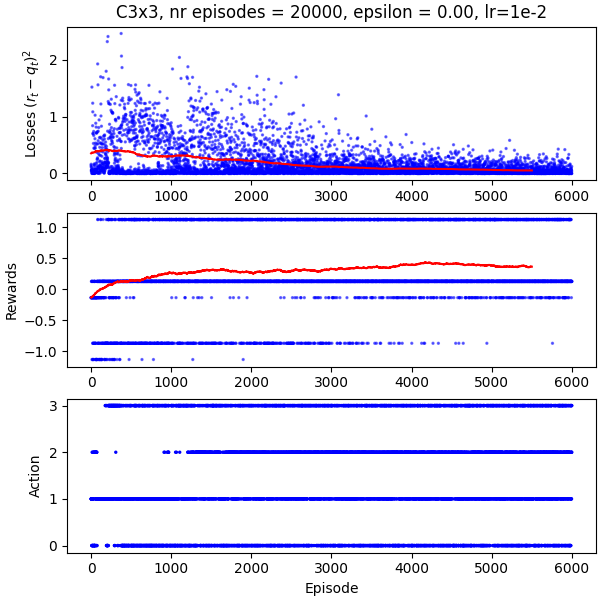 C3x3, nr episodes = 20000, epsilon = 0.00, lr=1e-2
Losses (r_t − q_t)^2
2
1
0
0 1000 2000 3000 4000 5000 6000
Rewards
1.0
0.5
0.0
−0.5
−1.0
0 1000 2000 3000 4000 5000 6000
Action
3
2
1
0
0 1000 2000 3000 4000 5000 6000
Episode